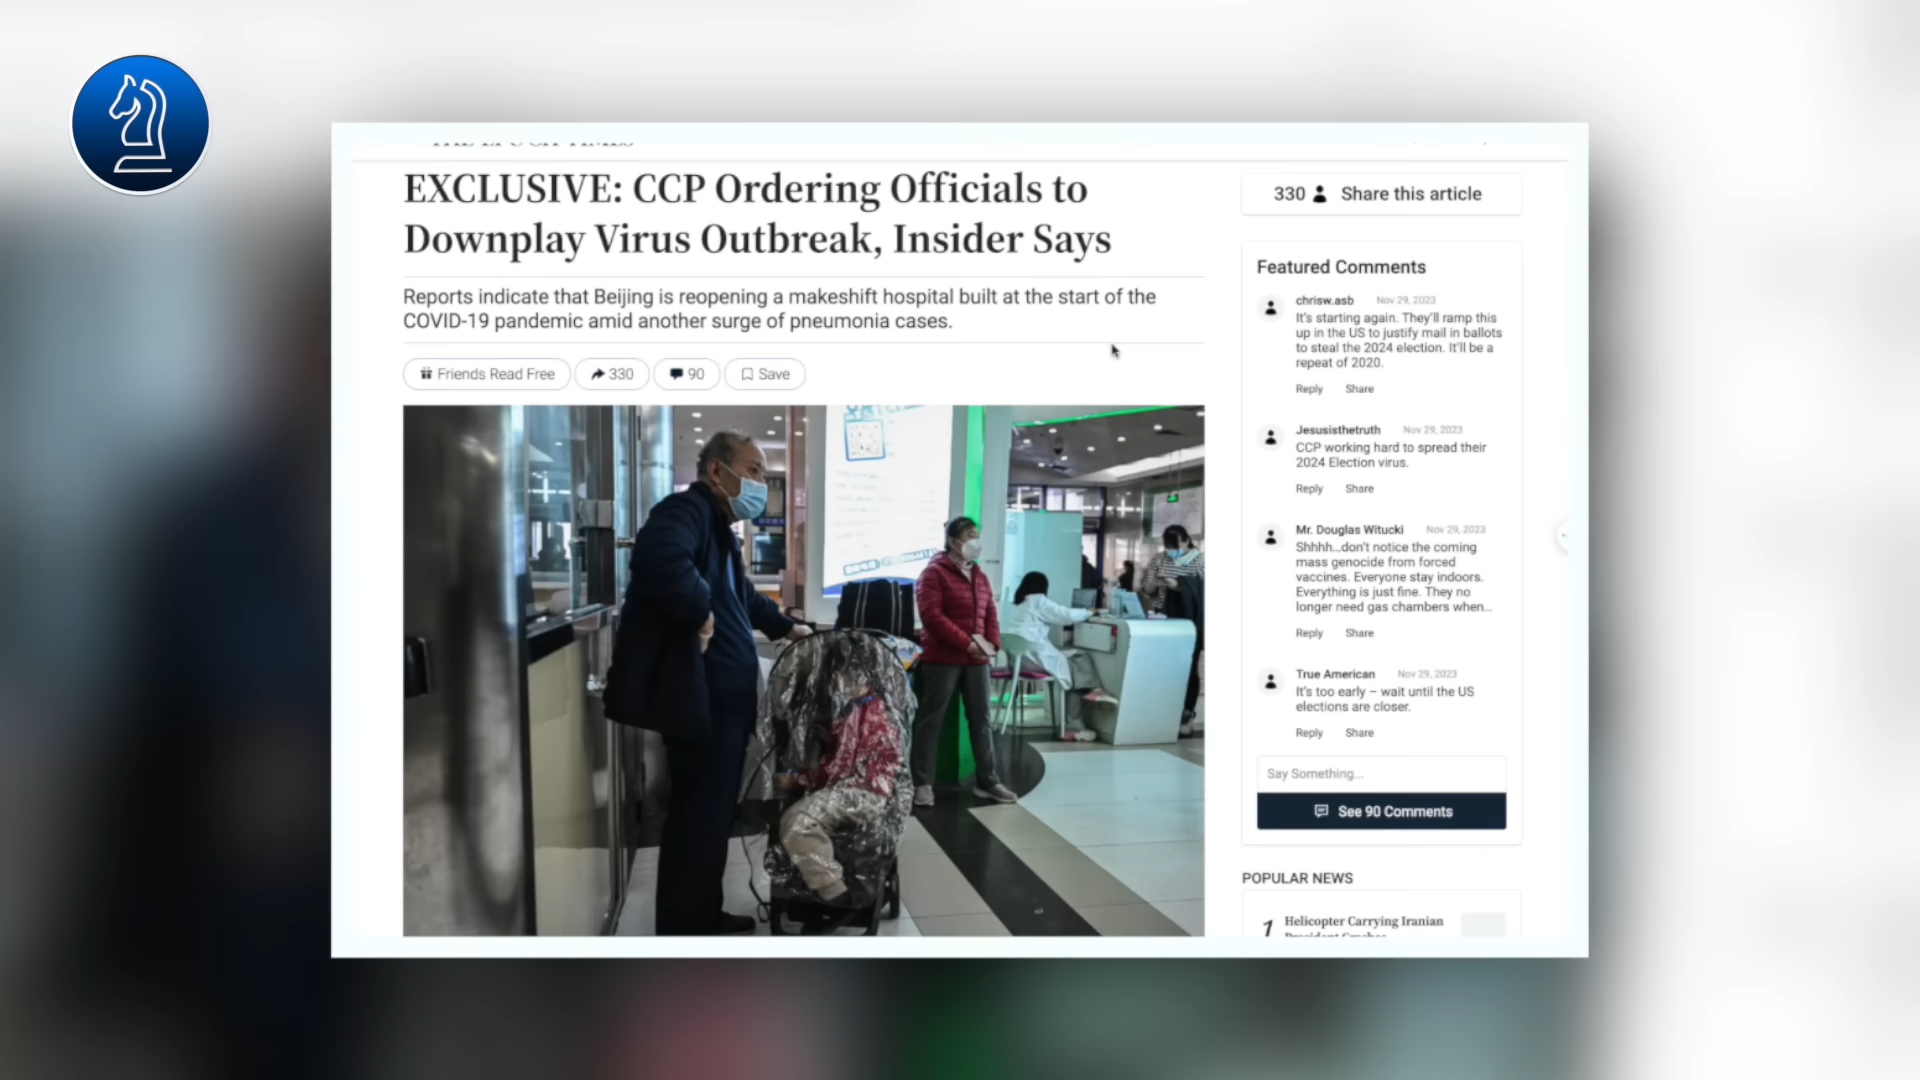 THE EPOCH TIMES
EXCLUSIVE: CCP Ordering Officials to
Downplay Virus Outbreak, Insider Says
Reports indicate that Beijing is reopening a makeshift hospital built at the start of the
COVID-19 pandemic amid another surge of pneumonia cases.
Friends Read Free
330
90
Save
330 Share this article
Featured Comments
chrisw.asb Nov 29, 2023
It's starting again. They'll ramp this
up in the US to justify mail in ballots
to steal the 2024 election. It'll be a
repeat of 2020.
Reply Share
Jesusisthetruth Nov 29, 2023
CCP working hard to spread their
2024 Election virus.
Reply Share
Mr. Douglas Witucki Nov 29, 2023
Shhhh...don't notice the coming
mass genocide from forced
vaccines. Everyone stay indoors.
Everything is just fine. They no
longer need gas chambers when...
Reply Share
True American Nov 29, 2023
It's too early – wait until the US
elections are closer.
Reply Share
Say Something...
See 90 Comments
POPULAR NEWS
1 Helicopter Carrying Iranian
President Crashes